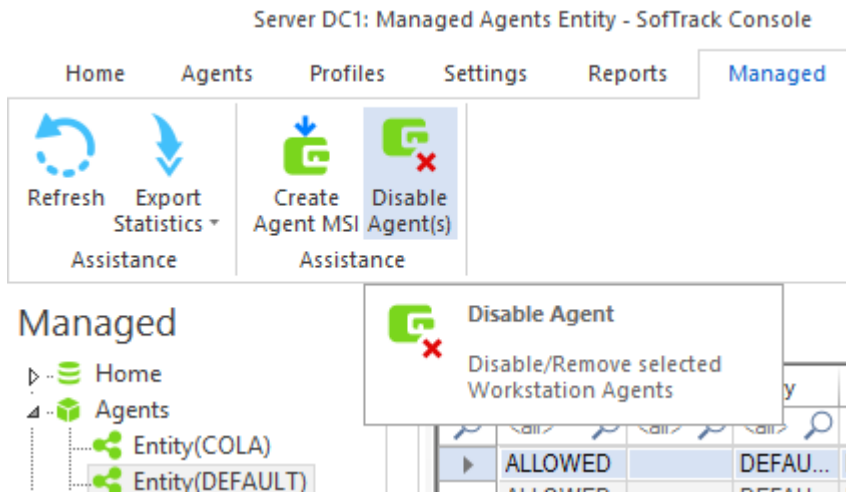 Server DC1: Managed Agents Entity - SofTrack Console
Home Agents Profiles Settings Reports Managed
Refresh Export Statistics Create Agent MSI Disable Agent(s)
Assistance Assistance
Disable Agent
Disable/Remove selected
Workstation Agents
Managed
Home
Agents
Entity(COLA)
Entity(DEFAULT)
ALLOWED DEFAU...